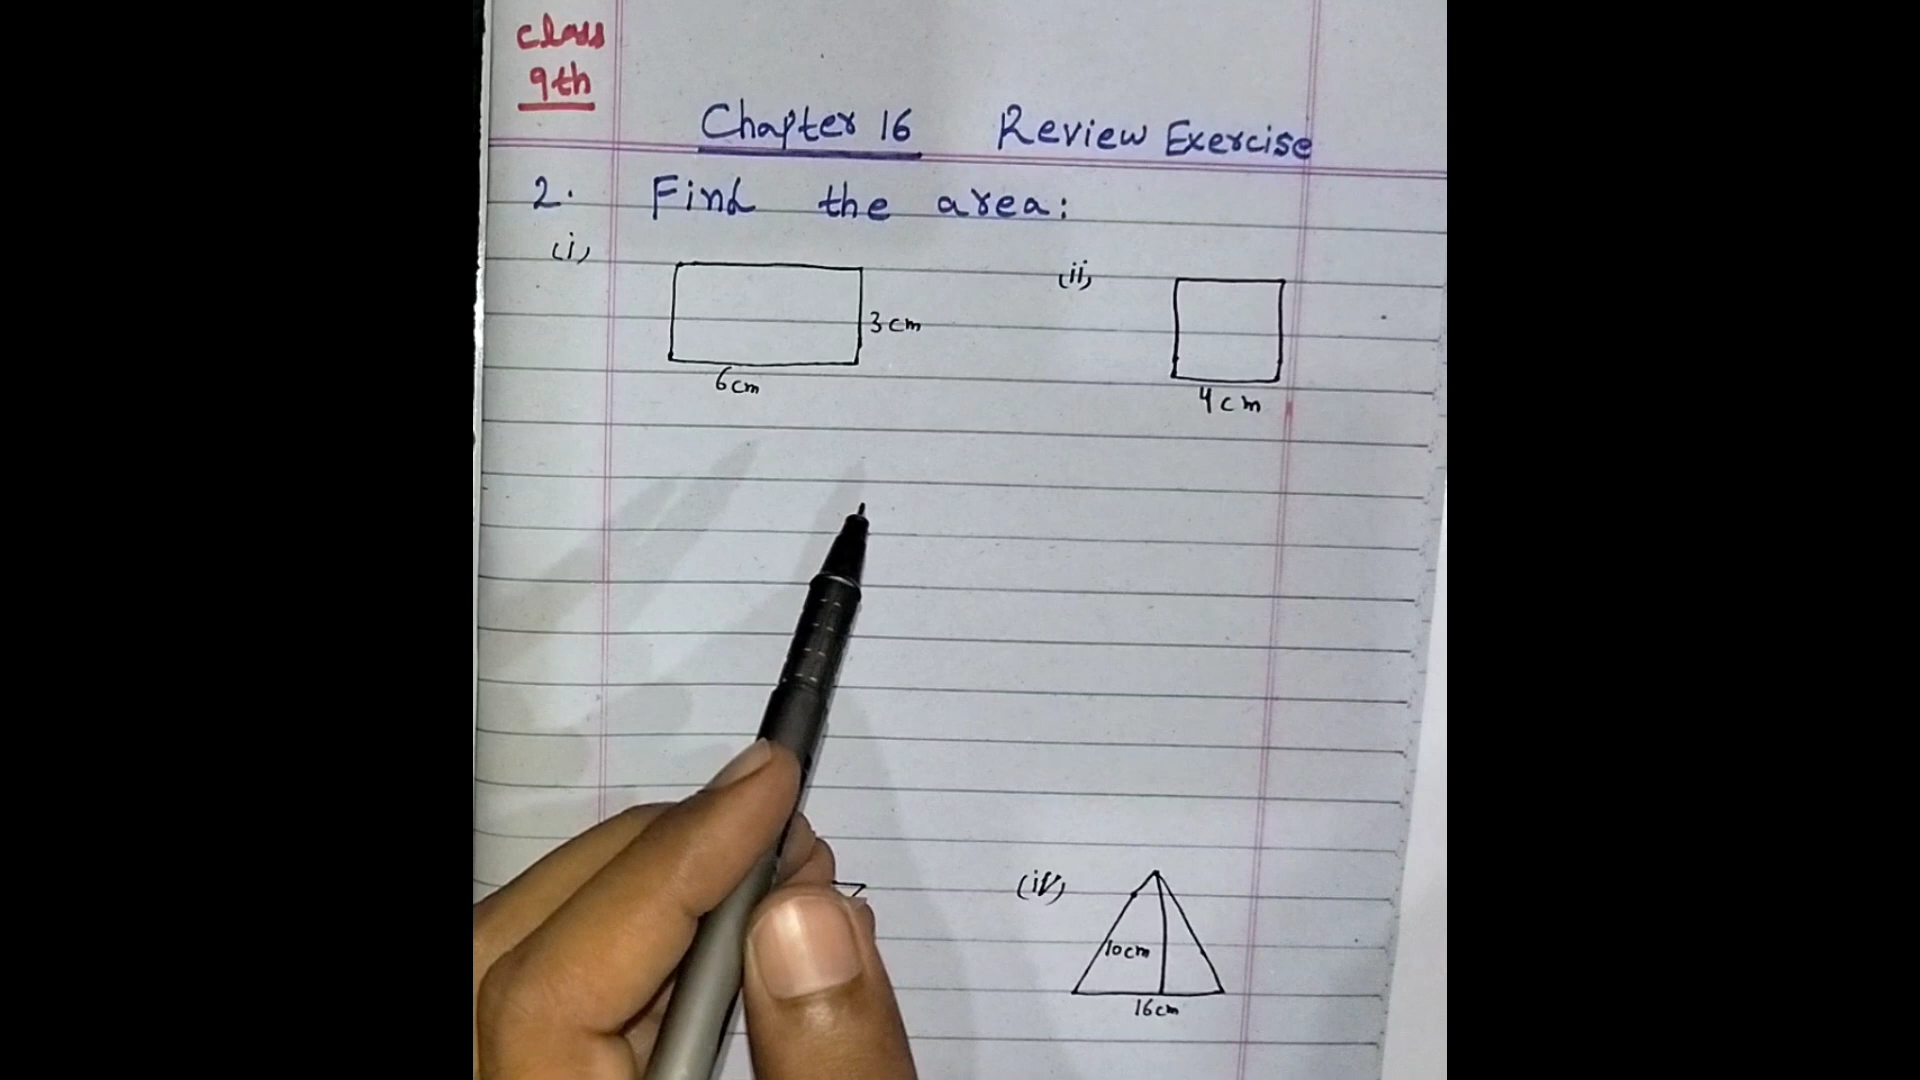 class
9th
Chapter 16 Review Exercise
2. Find the area:
(i)
(ii)
3cm
6cm
4cm
(iv)
10cm
16cm